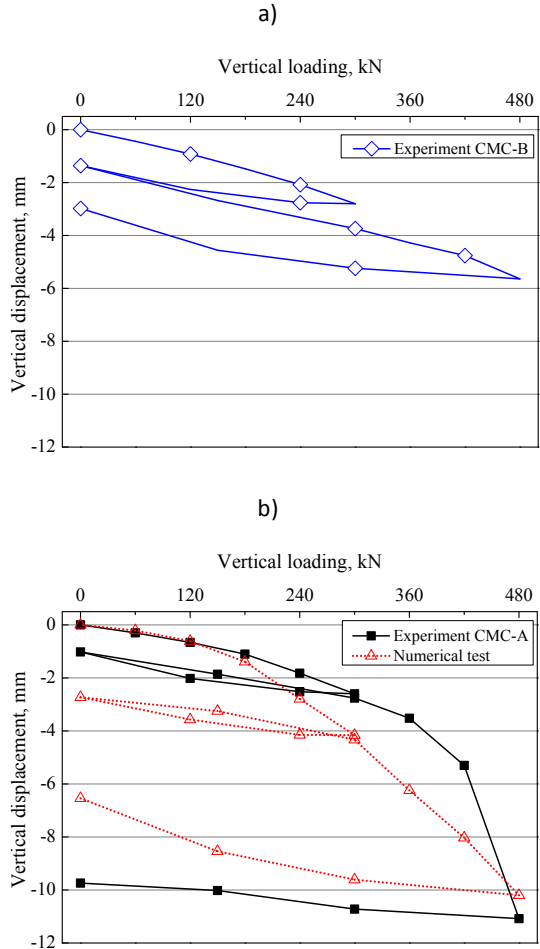 a)
Vertical loading, kN
0 120 240 360 480
Vertical displacement, mm
0
-2
-4
-6
-8
-10
-12
Experiment CMC-B
b)
Vertical loading, kN
0 120 240 360 480
Vertical displacement, mm
0
-2
-4
-6
-8
-10
-12
Experiment CMC-A
Numerical test